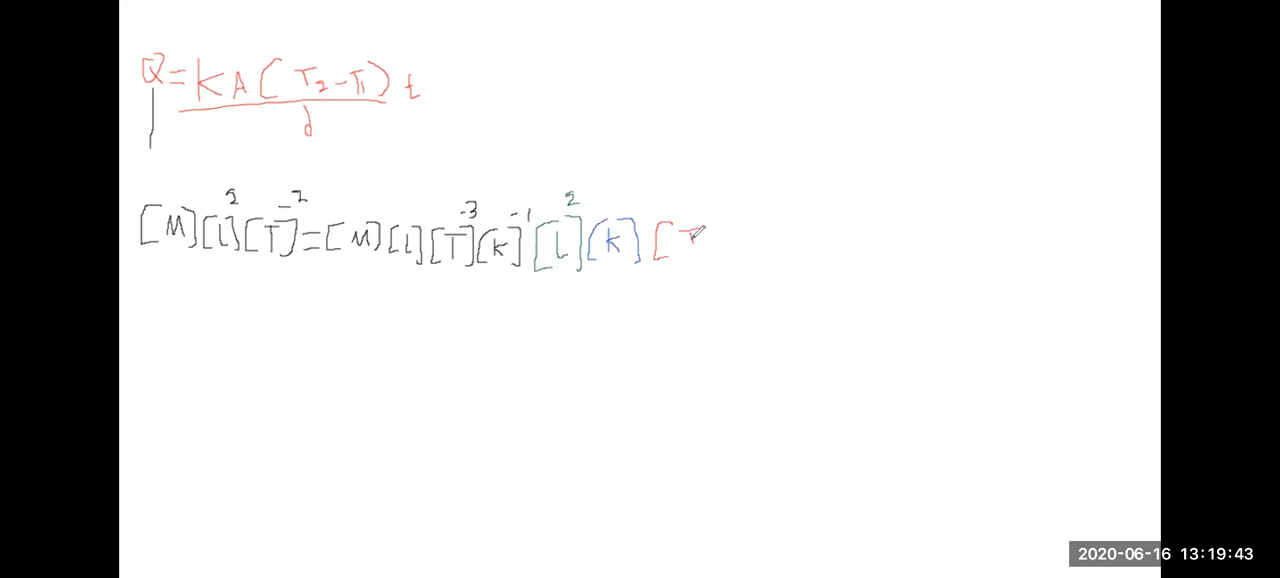 Q = KA(T₂-T₁) t
d
[M][L]²[T]⁻²=[M][L][T]⁻³[K]⁻¹[L]²[K][T
2020-06-16 13:19:43